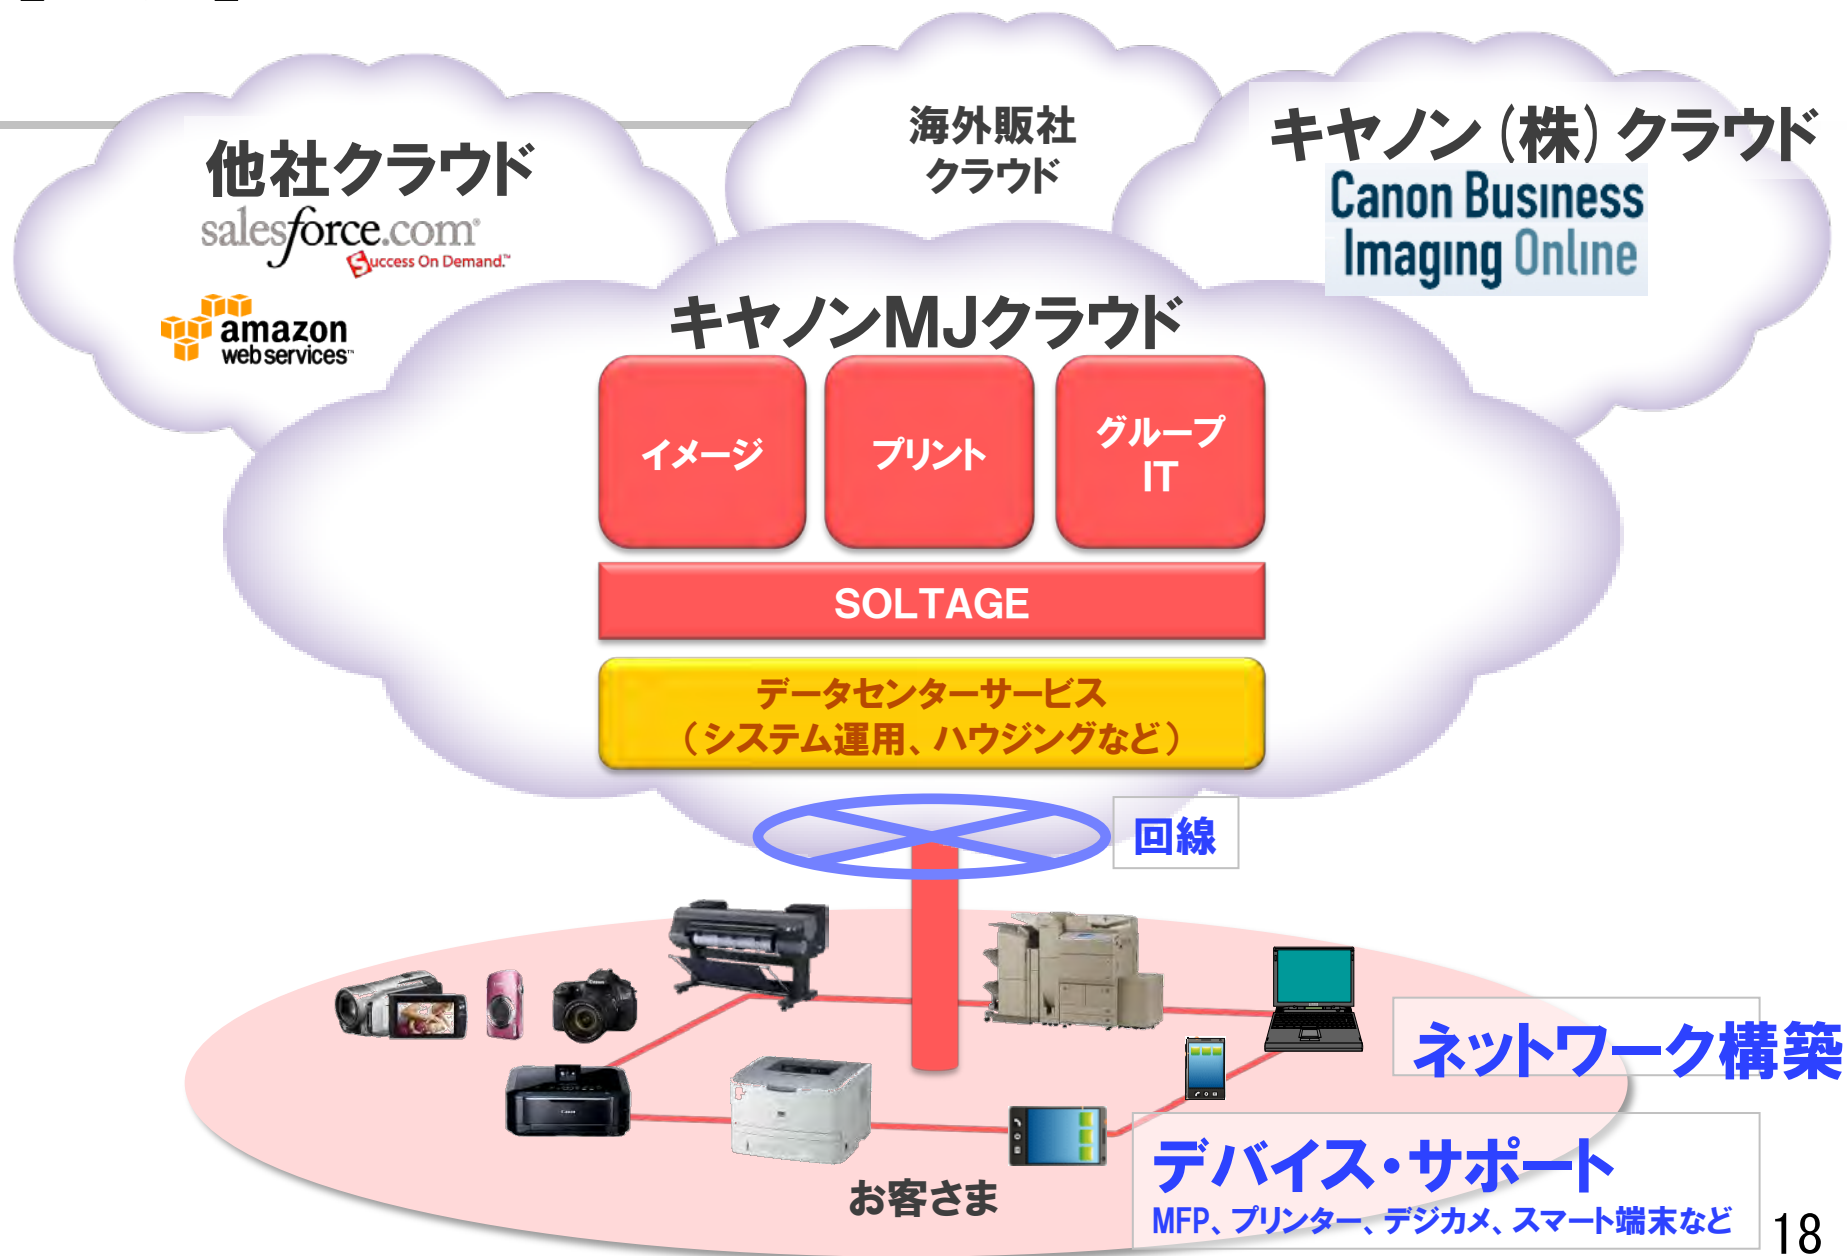 他社クラウド
salesforce.com
Success On Demand.™
amazon
web services™
海外販社
クラウド
キヤノン(株)クラウド
Canon Business
Imaging Online
キヤノンMJクラウド
イメージ
プリント
グループ
IT
SOLTAGE
データセンターサービス
(システム運用、ハウジングなど)
回線
ネットワーク構築
デバイス・サポート
MFP、プリンター、デジカメ、スマート端末など
お客さま
18